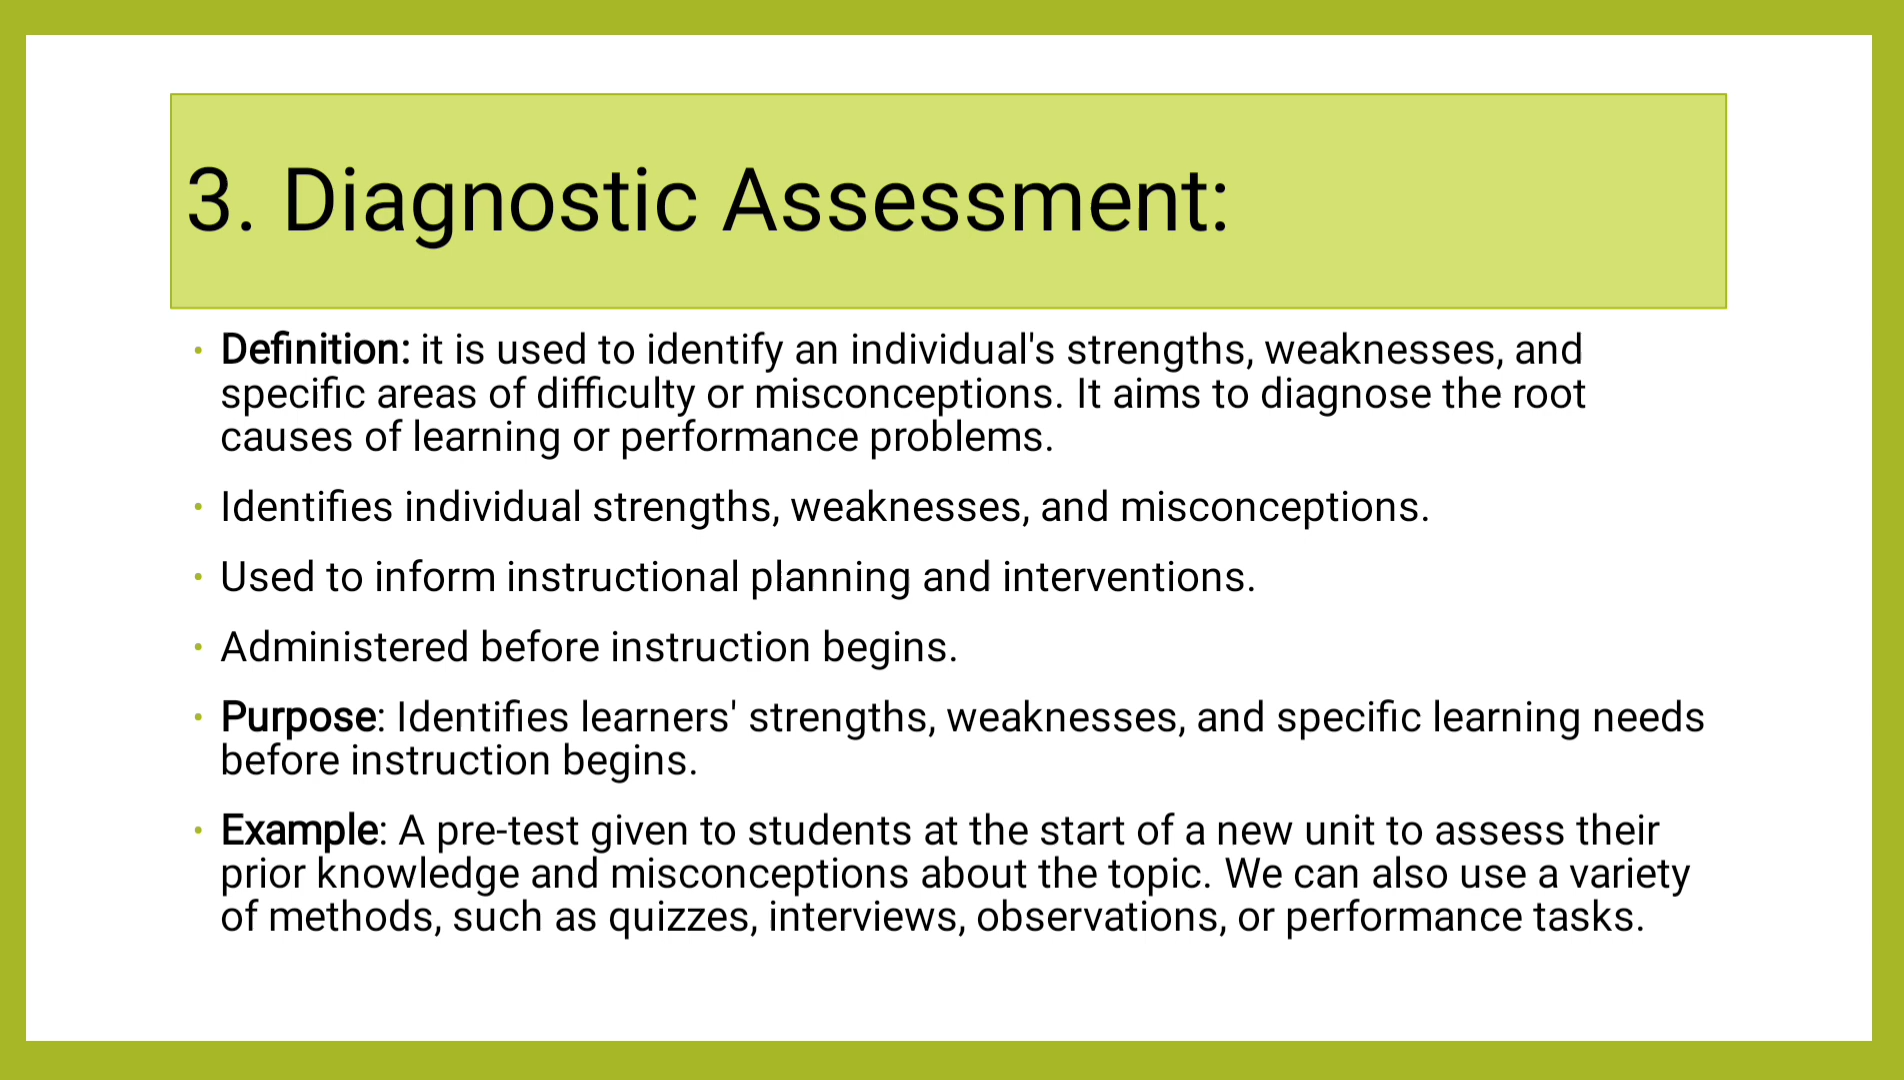 3. Diagnostic Assessment:
• Definition: it is used to identify an individual's strengths, weaknesses, and
specific areas of difficulty or misconceptions. It aims to diagnose the root
causes of learning or performance problems.
• Identifies individual strengths, weaknesses, and misconceptions.
• Used to inform instructional planning and interventions.
• Administered before instruction begins.
• Purpose: Identifies learners' strengths, weaknesses, and specific learning needs
before instruction begins.
• Example: A pre-test given to students at the start of a new unit to assess their
prior knowledge and misconceptions about the topic. We can also use a variety
of methods, such as quizzes, interviews, observations, or performance tasks.